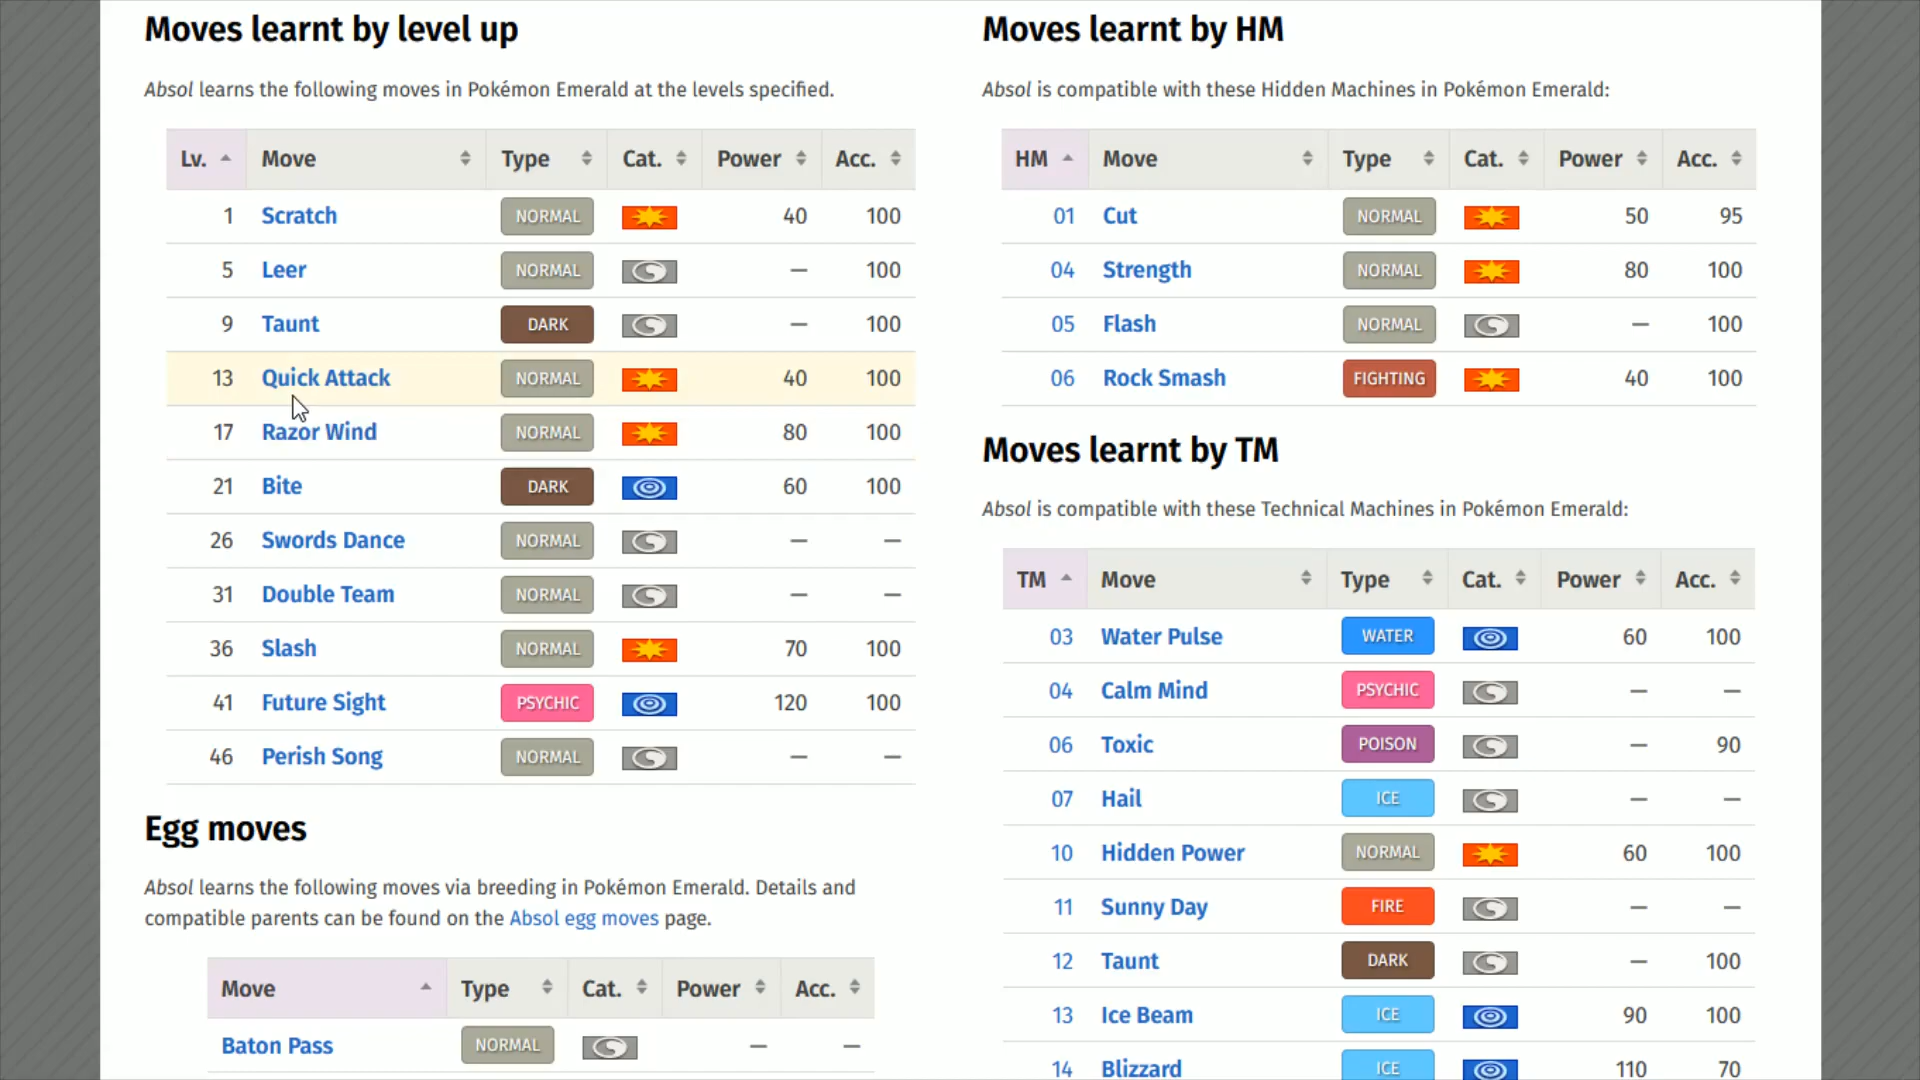 Moves learnt by level up
Absol learns the following moves in Pokémon Emerald at the levels specified.
Lv. Move Type Cat. Power Acc.
1 Scratch NORMAL 40 100
5 Leer NORMAL — 100
9 Taunt DARK — 100
13 Quick Attack NORMAL 40 100
17 Razor Wind NORMAL 80 100
21 Bite DARK 60 100
26 Swords Dance NORMAL — —
31 Double Team NORMAL — —
36 Slash NORMAL 70 100
41 Future Sight PSYCHIC 120 100
46 Perish Song NORMAL — —
Egg moves
Absol learns the following moves via breeding in Pokémon Emerald. Details and
compatible parents can be found on the Absol egg moves page.
Move Type Cat. Power Acc.
Baton Pass NORMAL — —
Moves learnt by HM
Absol is compatible with these Hidden Machines in Pokémon Emerald:
HM Move Type Cat. Power Acc.
01 Cut NORMAL 50 95
04 Strength NORMAL 80 100
05 Flash NORMAL — 100
06 Rock Smash FIGHTING 40 100
Moves learnt by TM
Absol is compatible with these Technical Machines in Pokémon Emerald:
TM Move Type Cat. Power Acc.
03 Water Pulse WATER 60 100
04 Calm Mind PSYCHIC — —
06 Toxic POISON — 90
07 Hail ICE — —
10 Hidden Power NORMAL 60 100
11 Sunny Day FIRE — —
12 Taunt DARK — 100
13 Ice Beam ICE 90 100
14 Blizzard ICE 110 70